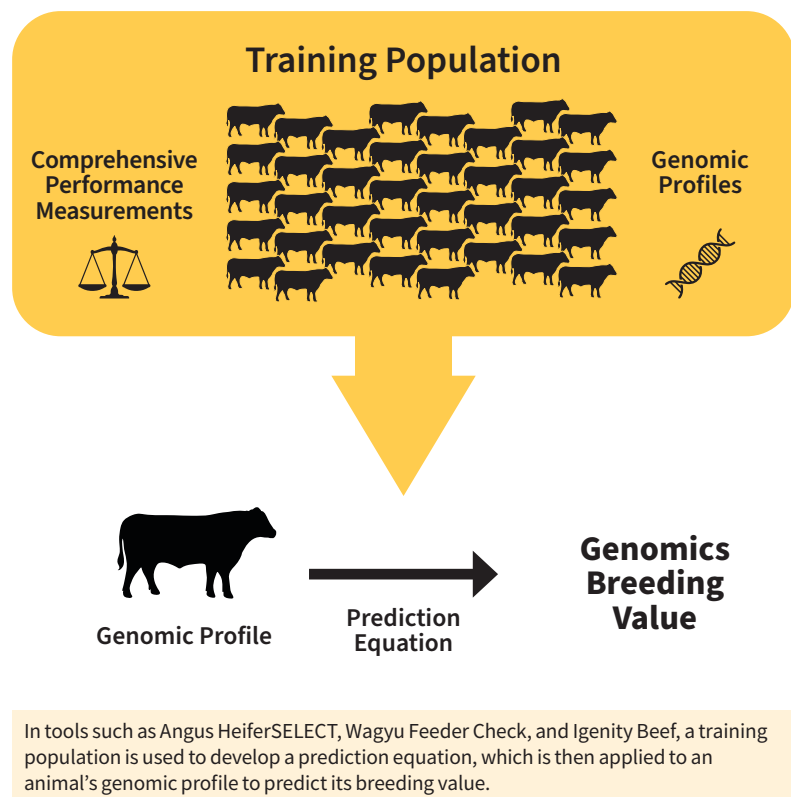 Training Population
Comprehensive
Performance
Measurements
Genomic
Profiles
Genomic Profile
Prediction
Equation
Genomics
Breeding
Value
In tools such as Angus HeiferSELECT, Wagyu Feeder Check, and Igenity Beef, a training
population is used to develop a prediction equation, which is then applied to an
animal’s genomic profile to predict its breeding value.